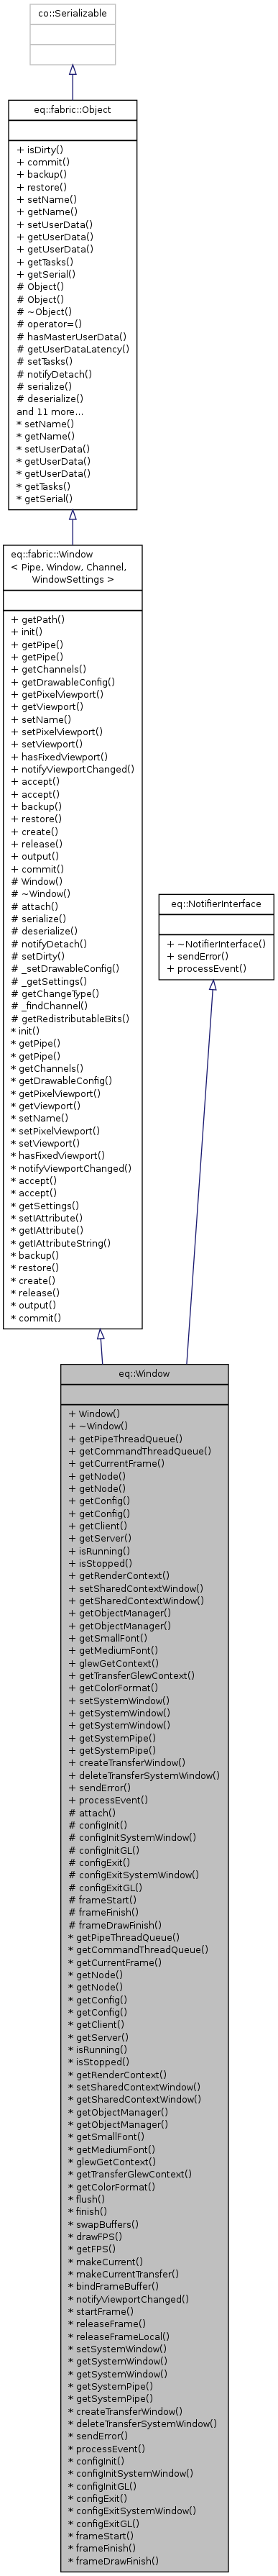 co::Serializable
eq::fabric::Object
+ isDirty()
+ commit()
+ backup()
+ restore()
+ setName()
+ getName()
+ setUserData()
+ getUserData()
+ getUserData()
+ getTasks()
+ getSerial()
# Object()
# Object()
# ~Object()
# operator=()
# hasMasterUserData()
# getUserDataLatency()
# setTasks()
# notifyDetach()
# serialize()
# deserialize()
and 11 more...
* setName()
* getName()
* setUserData()
* getUserData()
* getUserData()
* getTasks()
* getSerial()
eq::fabric::Window
< Pipe, Window, Channel,
WindowSettings >
+ getPath()
+ init()
+ getPipe()
+ getPipe()
+ getChannels()
+ getDrawableConfig()
+ getPixelViewport()
+ getViewport()
+ setName()
+ setPixelViewport()
+ setViewport()
+ hasFixedViewport()
+ notifyViewportChanged()
+ accept()
+ accept()
+ backup()
+ restore()
+ create()
+ release()
+ output()
+ commit()
# Window()
# ~Window()
# attach()
# serialize()
# deserialize()
# notifyDetach()
# setDirty()
# _setDrawableConfig()
# _getSettings()
# getChangeType()
# _findChannel()
# getRedistributableBits()
* init()
* getPipe()
* getPipe()
* getChannels()
* getDrawableConfig()
* getPixelViewport()
* getViewport()
* setName()
* setPixelViewport()
* setViewport()
* hasFixedViewport()
* notifyViewportChanged()
* accept()
* accept()
* getSettings()
* setIAttribute()
* getIAttribute()
* getIAttributeString()
* backup()
* restore()
* create()
* release()
* output()
* commit()
eq::NotifierInterface
+ ~NotifierInterface()
+ sendError()
+ processEvent()
eq::Window
+ Window()
+ ~Window()
+ getPipeThreadQueue()
+ getCommandThreadQueue()
+ getCurrentFrame()
+ getNode()
+ getNode()
+ getConfig()
+ getConfig()
+ getClient()
+ getServer()
+ isRunning()
+ isStopped()
+ getRenderContext()
+ setSharedContextWindow()
+ getSharedContextWindow()
+ getObjectManager()
+ getObjectManager()
+ getSmallFont()
+ getMediumFont()
+ glewGetContext()
+ getTransferGlewContext()
+ getColorFormat()
+ setSystemWindow()
+ getSystemWindow()
+ getSystemWindow()
+ getSystemPipe()
+ getSystemPipe()
+ createTransferWindow()
+ deleteTransferSystemWindow()
+ sendError()
+ processEvent()
# attach()
# configInit()
# configInitSystemWindow()
# configInitGL()
# configExit()
# configExitSystemWindow()
# configExitGL()
# frameStart()
# frameFinish()
# frameDrawFinish()
* getPipeThreadQueue()
* getCommandThreadQueue()
* getCurrentFrame()
* getNode()
* getNode()
* getConfig()
* getConfig()
* getClient()
* getServer()
* isRunning()
* isStopped()
* getRenderContext()
* setSharedContextWindow()
* getSharedContextWindow()
* getObjectManager()
* getObjectManager()
* getSmallFont()
* getMediumFont()
* glewGetContext()
* getTransferGlewContext()
* getColorFormat()
* flush()
* finish()
* swapBuffers()
* drawFPS()
* getFPS()
* makeCurrent()
* makeCurrentTransfer()
* bindFrameBuffer()
* notifyViewportChanged()
* startFrame()
* releaseFrame()
* releaseFrameLocal()
* setSystemWindow()
* getSystemWindow()
* getSystemWindow()
* getSystemPipe()
* getSystemPipe()
* createTransferWindow()
* deleteTransferSystemWindow()
* sendError()
* processEvent()
* configInit()
* configInitSystemWindow()
* configInitGL()
* configExit()
* configExitSystemWindow()
* configExitGL()
* frameStart()
* frameFinish()
* frameDrawFinish()